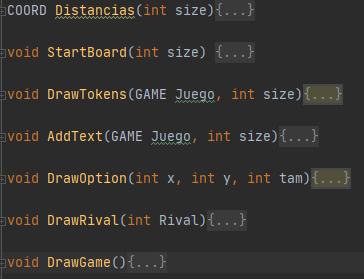 COORD Distancias(int size){...}
void StartBoard(int size) {...}
void DrawTokens(GAME Juego, int size){...}
void AddText(GAME Juego, int size){...}
void DrawOption(int x, int y, int tam){...}
void DrawRival(int Rival){...}
void DrawGame(){...}